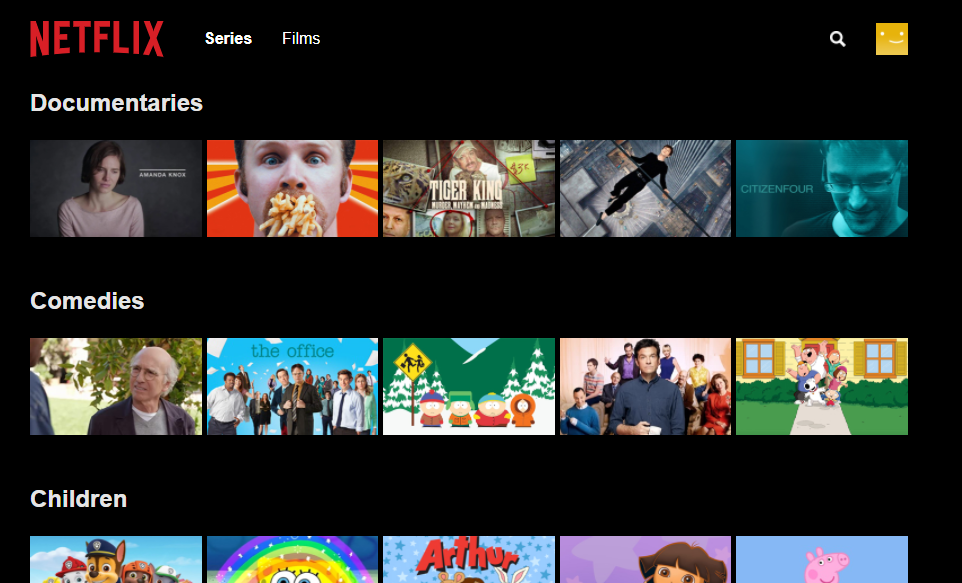 NETFLIX
Series Films
Documentaries
AMANDA KNOX
TIGER KING
MURDER, MAYHEM AND MADNESS
CITIZENFOUR
Comedies
the office
Children
Arthur